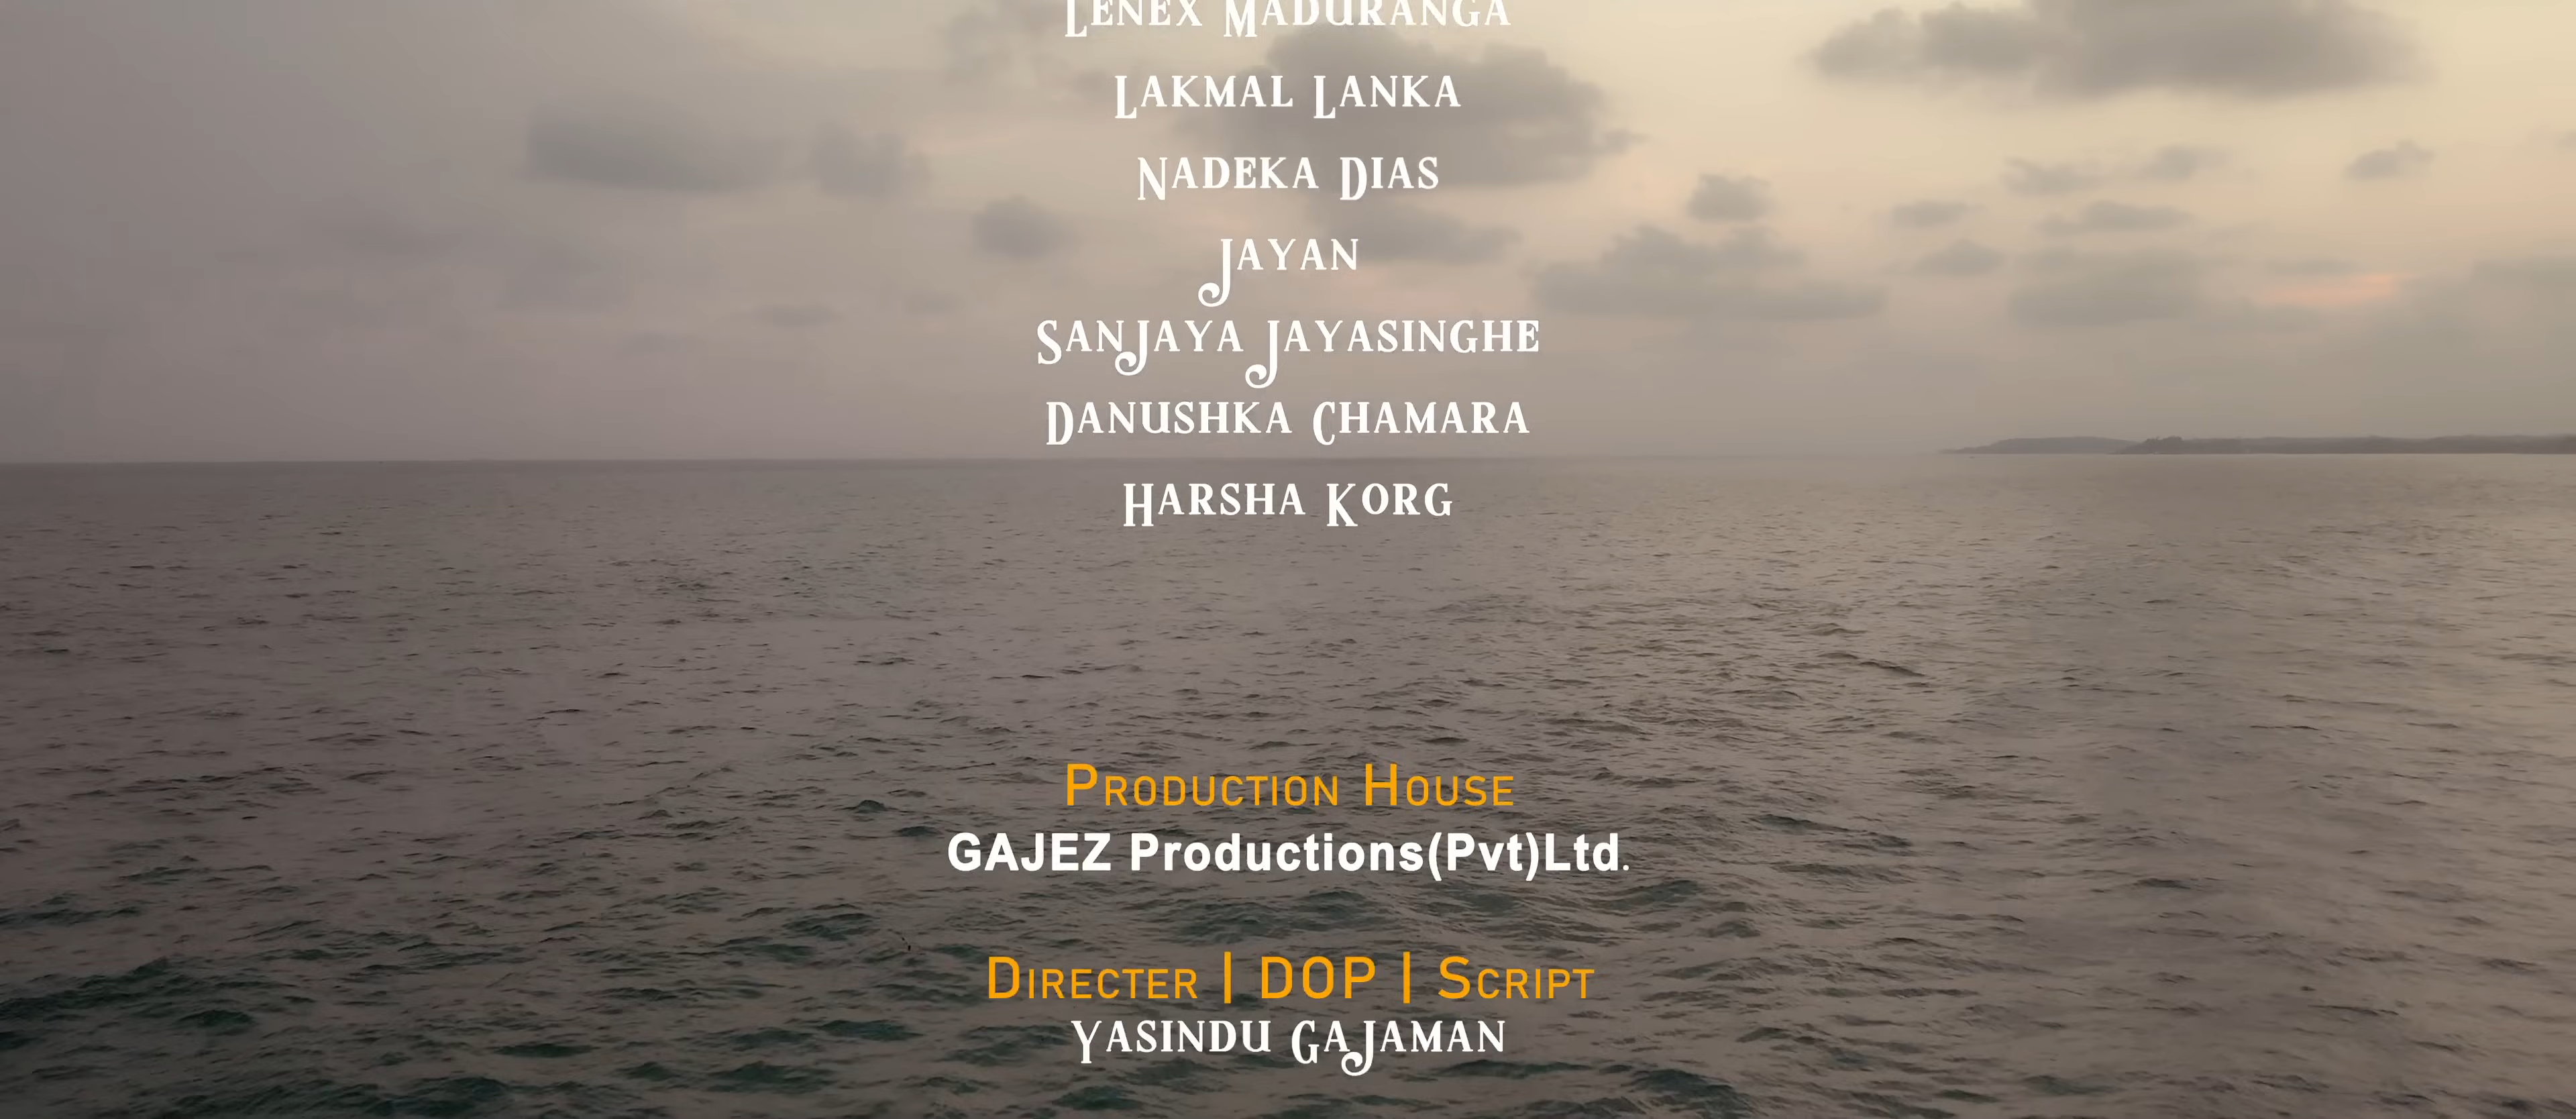 Lenex Maduranga
Lakmal Lanka
Nadeka Dias
Jayan
Sanjaya Jayasinghe
Danushka Chamara
Harsha Korg
Production House
GAJEZ Productions(Pvt)Ltd.
Directer | DOP | Script
Yasindu Gajaman